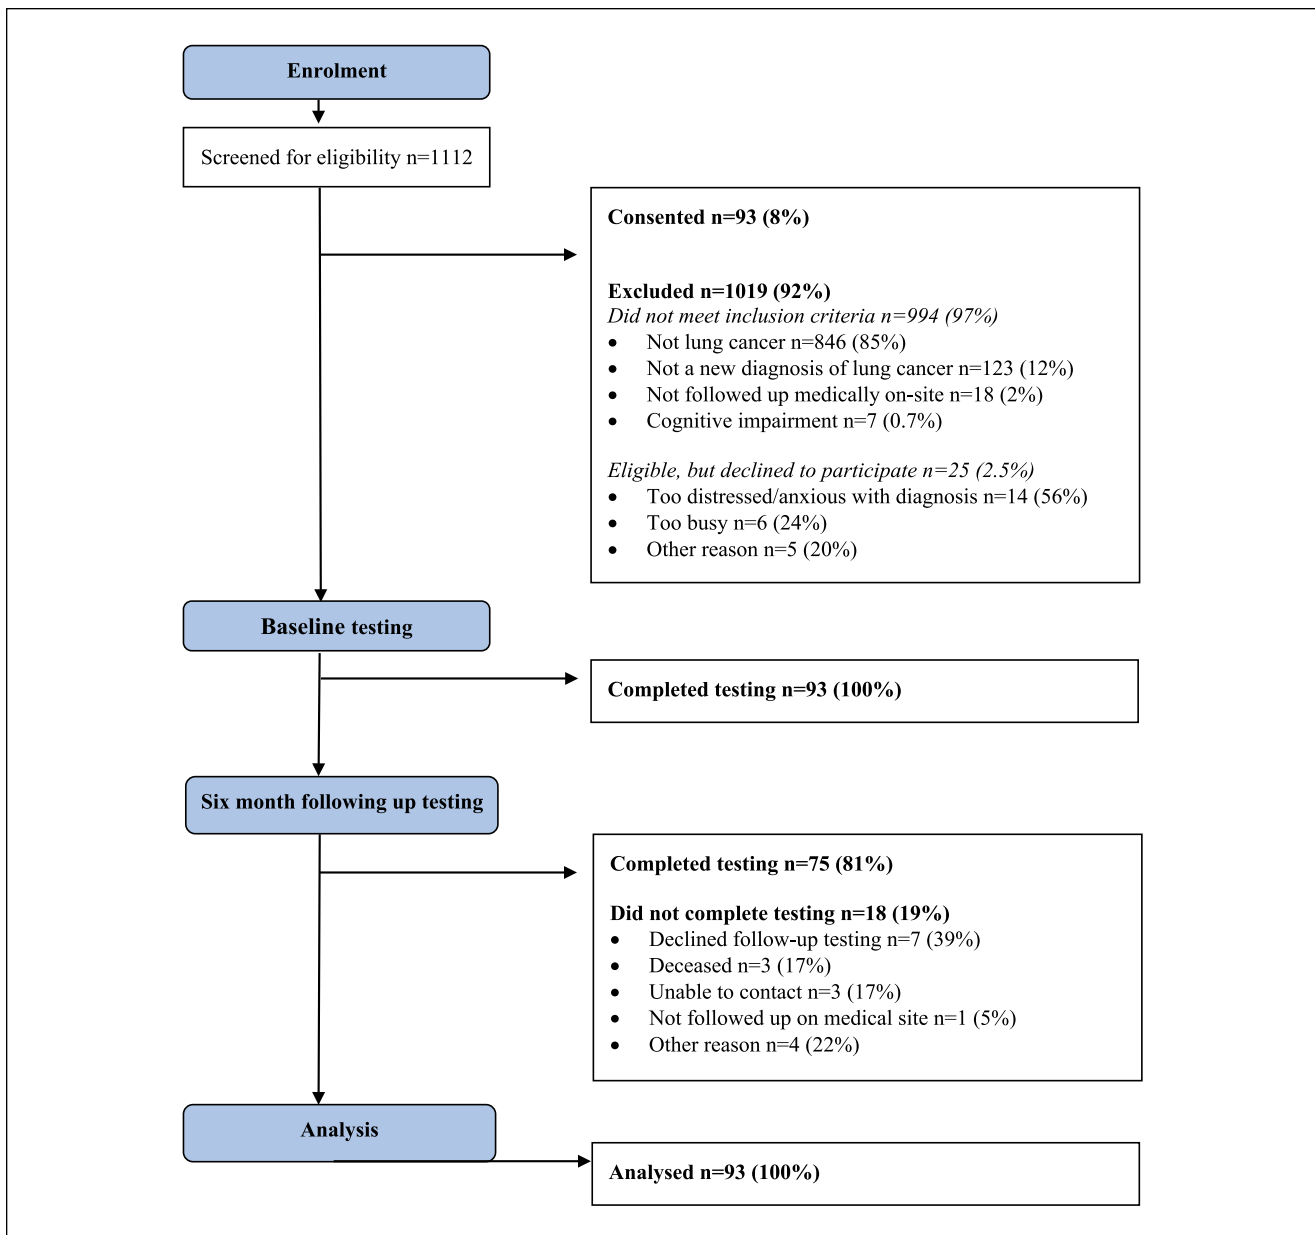 Enrolment
Screened for eligibility n=1112
Consented n=93 (8%)
Excluded n=1019 (92%)
Did not meet inclusion criteria n=994 (97%)
• Not lung cancer n=846 (85%)
• Not a new diagnosis of lung cancer n=123 (12%)
• Not followed up medically on-site n=18 (2%)
• Cognitive impairment n=7 (0.7%)
Eligible, but declined to participate n=25 (2.5%)
• Too distressed/anxious with diagnosis n=14 (56%)
• Too busy n=6 (24%)
• Other reason n=5 (20%)
Baseline testing
Completed testing n=93 (100%)
Six month following up testing
Completed testing n=75 (81%)
Did not complete testing n=18 (19%)
• Declined follow-up testing n=7 (39%)
• Deceased n=3 (17%)
• Unable to contact n=3 (17%)
• Not followed up on medical site n=1 (5%)
• Other reason n=4 (22%)
Analysis
Analysed n=93 (100%)